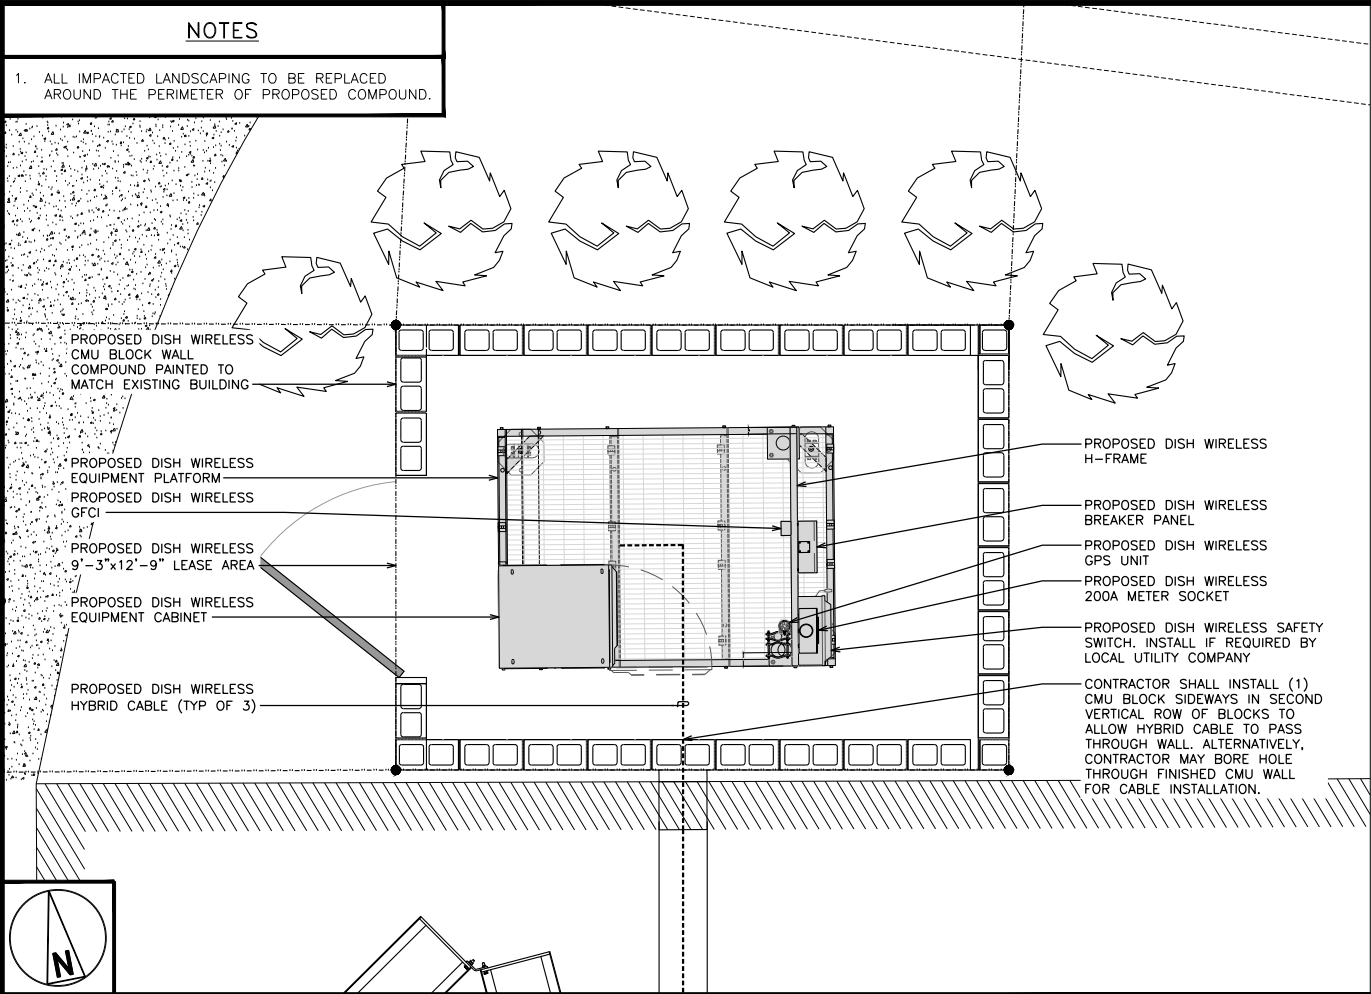 NOTES
1. ALL IMPACTED LANDSCAPING TO BE REPLACED
AROUND THE PERIMETER OF PROPOSED COMPOUND.
PROPOSED DISH WIRELESS
CMU BLOCK WALL
COMPOUND PAINTED TO
MATCH EXISTING BUILDING
PROPOSED DISH WIRELESS
EQUIPMENT PLATFORM
PROPOSED DISH WIRELESS
GFCI
PROPOSED DISH WIRELESS
9'-3"x12'-9" LEASE AREA
PROPOSED DISH WIRELESS
EQUIPMENT CABINET
PROPOSED DISH WIRELESS
HYBRID CABLE (TYP OF 3)
PROPOSED DISH WIRELESS
H-FRAME
PROPOSED DISH WIRELESS
BREAKER PANEL
PROPOSED DISH WIRELESS
GPS UNIT
PROPOSED DISH WIRELESS
200A METER SOCKET
PROPOSED DISH WIRELESS SAFETY
SWITCH. INSTALL IF REQUIRED BY
LOCAL UTILITY COMPANY
CONTRACTOR SHALL INSTALL (1)
CMU BLOCK SIDEWAYS IN SECOND
VERTICAL ROW OF BLOCKS TO
ALLOW HYBRID CABLE TO PASS
THROUGH WALL. ALTERNATIVELY,
CONTRACTOR MAY BORE HOLE
THROUGH FINISHED CMU WALL
FOR CABLE INSTALLATION.
N